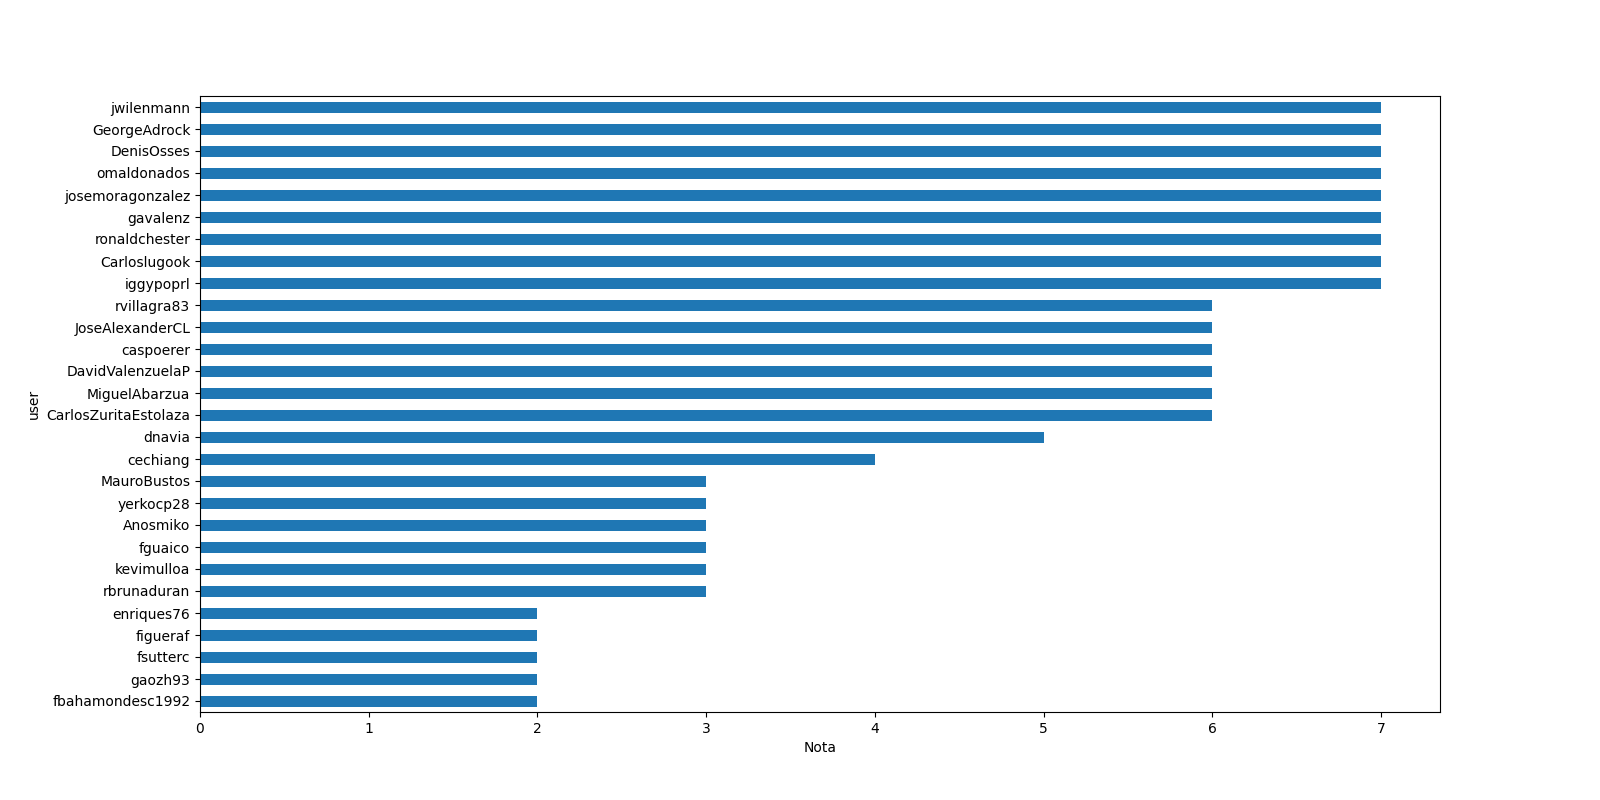 jwilenmann
GeorgeAdrock
DenisOsses
omaldonados
josemoragonzalez
gavalenz
ronaldchester
Carloslugook
iggypoprl
rvillagra83
JoseAlexanderCL
caspoerer
DavidValenzuelaP
MiguelAbarzua
CarlosZuritaEstolaza
dnavia
cechiang
MauroBustos
yerkocp28
Anosmiko
fguaico
kevimulloa
rbrunaduran
enriques76
figueraf
fsutterc
gaozh93
fbahamondesc1992
user
0 1 2 3 4 5 6 7
Nota